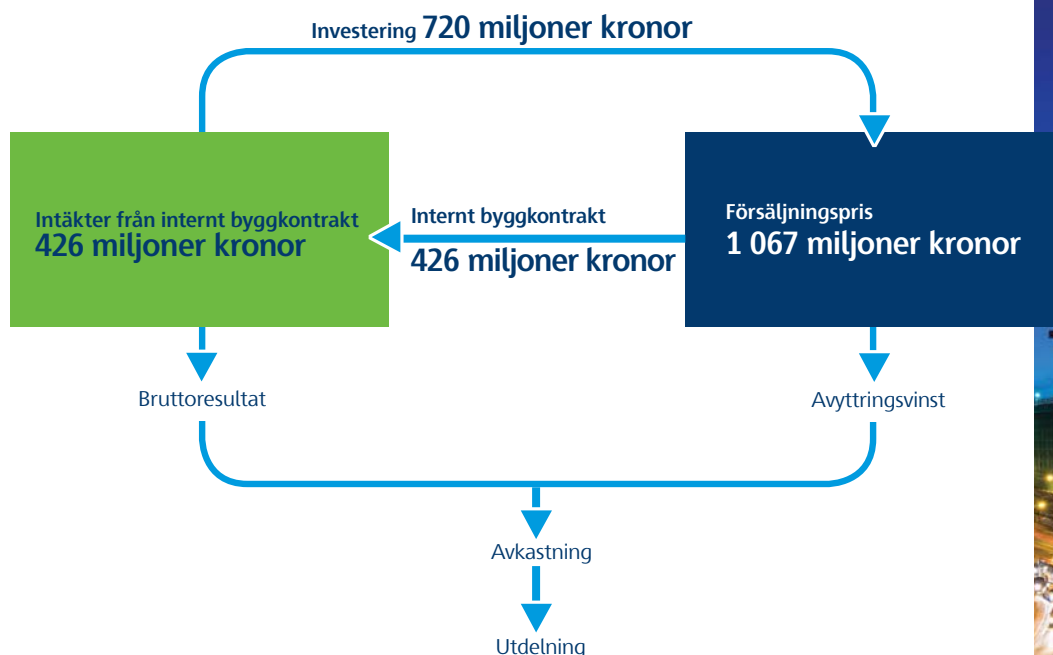 Investering 720 miljoner kronor
Intäkter från internt byggkontrakt
426 miljoner kronor
Internt byggkontrakt
426 miljoner kronor
Försäljningspris
1 067 miljoner kronor
Bruttoresultat
Avyttringsvinst
Avkastning
Utdelning